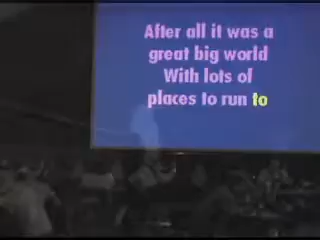 After all it was a
great big world
With lots of
places to run to